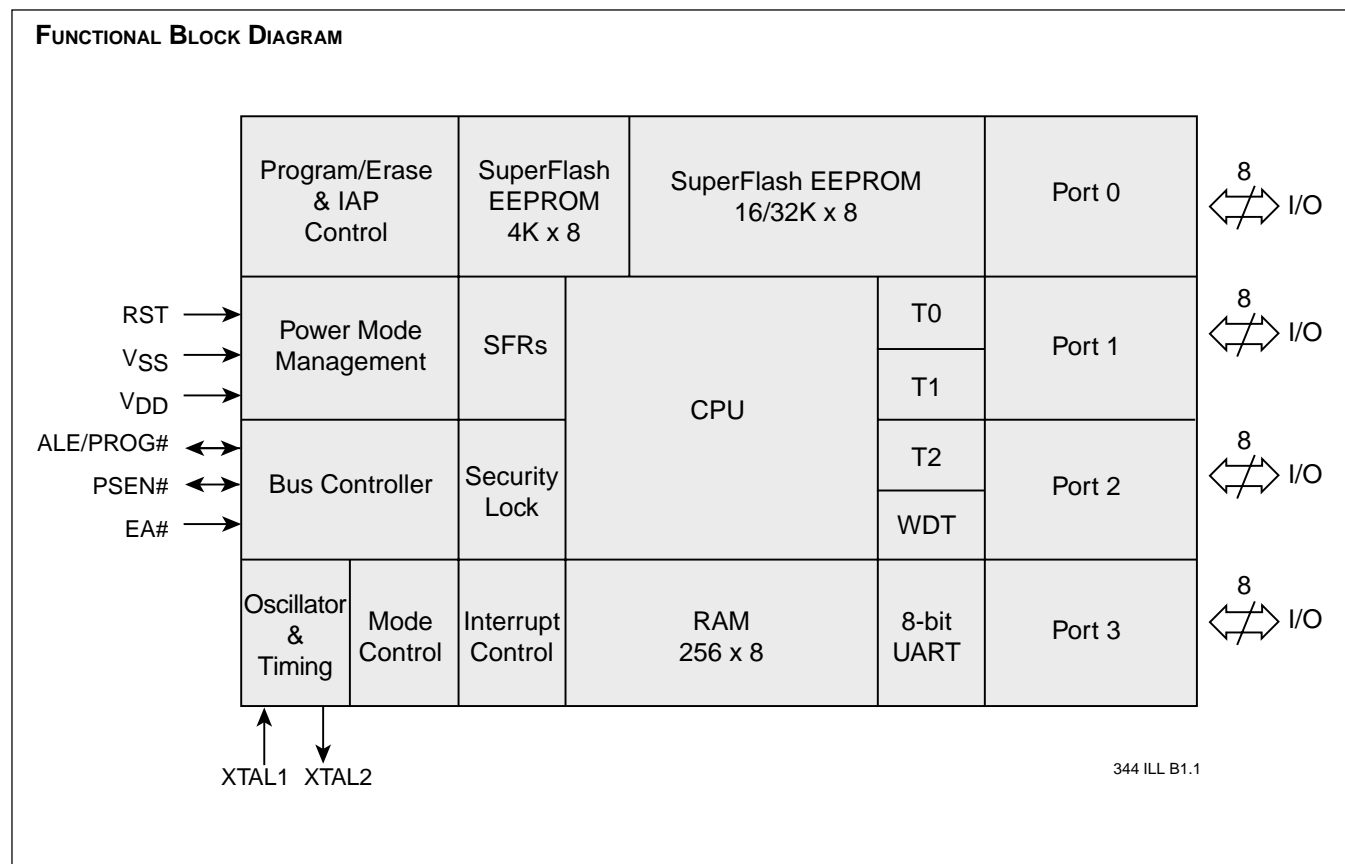 FUNCTIONAL BLOCK DIAGRAM
Program/Erase
& IAP
Control
SuperFlash
EEPROM
4K x 8
SuperFlash EEPROM
16/32K x 8
Port 0
8
I/O
RST
VSS
VDD
Power Mode
Management
SFRs
CPU
T0
T1
Port 1
8
I/O
ALE/PROG#
PSEN#
EA#
Bus Controller
Security
Lock
T2
WDT
Port 2
8
I/O
Oscillator
&
Timing
Mode
Control
Interrupt
Control
RAM
256 x 8
8-bit
UART
Port 3
8
I/O
XTAL1
XTAL2
344 ILL B1.1